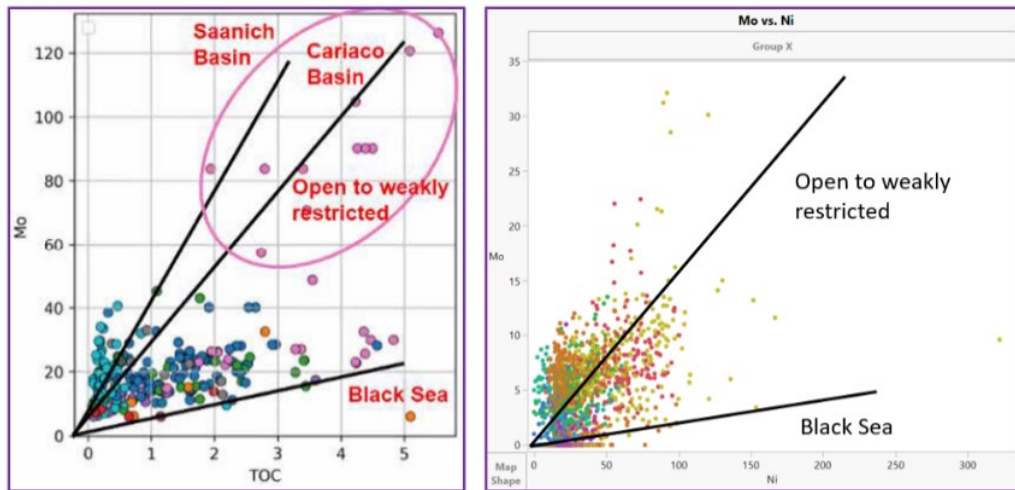 Saanich
Basin
Cariaco
Basin
Open to weakly
restricted
Black Sea
Mo
120
100
80
60
40
20
0
0 1 2 3 4 5
TOC
Mo vs. Ni
Group X
35
30
25
20
15
10
5
0
Mo
Open to weakly
restricted
Black Sea
0 50 100 150 200 250 300
Map
Shape
Ni